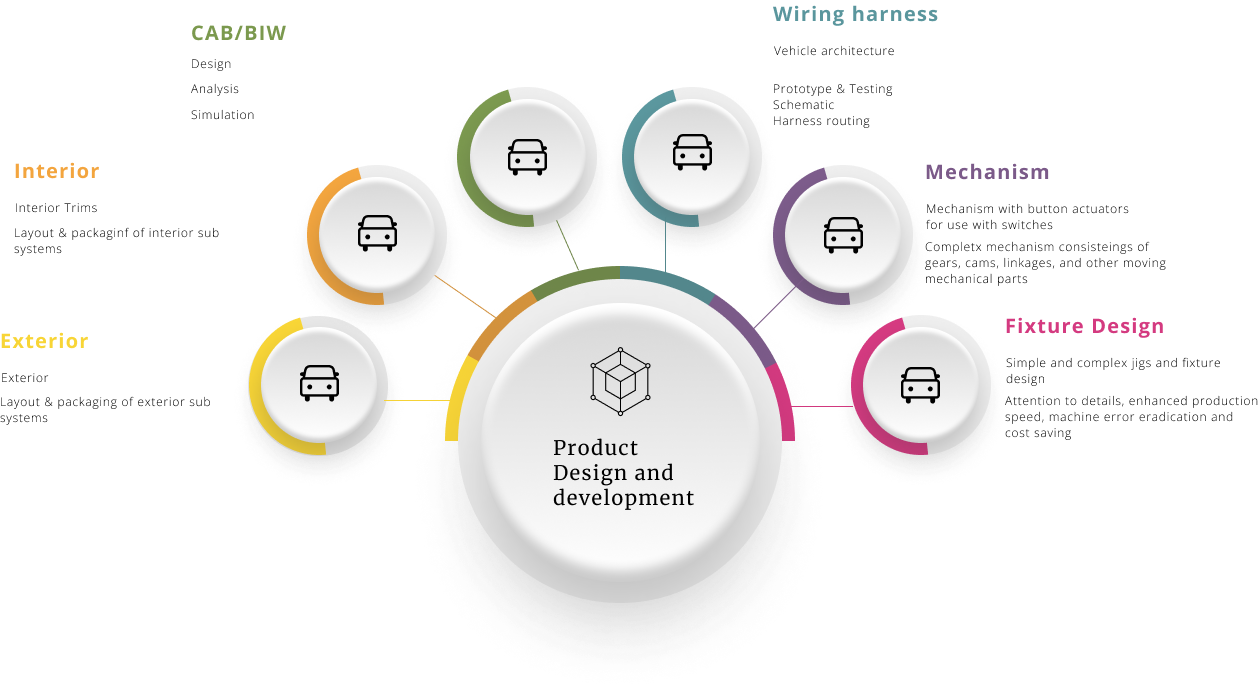 CAB/BIW
Design
Analysis
Simulation
Wiring harness
Vehicle architecture
Prototype & Testing
Schematic
Harness routing
Interior
Interior Trims
Layout & packaginf of interior sub
systems
Mechanism
Mechanism with button actuators
for use with switches
Completx mechanism consisteings of
gears, cams, linkages, and other moving
mechanical parts
Exterior
Exterior
Layout & packaging of exterior sub
systems
Fixture Design
Simple and complex jigs and fixture
design
Attention to details, enhanced production
speed, machine error eradication and
cost saving
Product
Design and
development